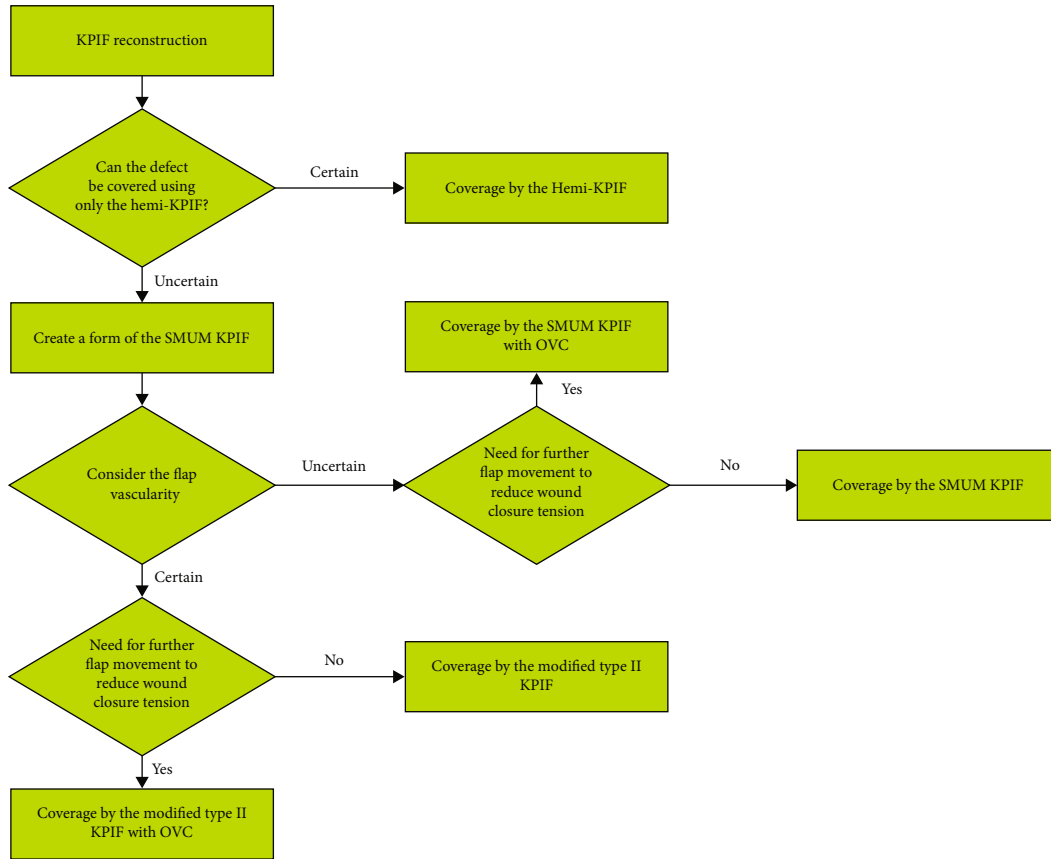 KPIF reconstruction
Can the defect
be covered using
only the hemi-KPIF?
Certain
Coverage by the Hemi-KPIF
Uncertain
Create a form of the SMUM KPIF
Coverage by the SMUM KPIF
with OVC
Yes
Consider the flap
vascularity
Uncertain
Need for further
flap movement to
reduce wound
closure tension
No
Coverage by the SMUM KPIF
Certain
Need for further
flap movement to
reduce wound
closure tension
No
Coverage by the modified type II
KPIF
Yes
Coverage by the modified type II
KPIF with OVC